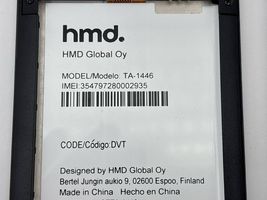 hmd.
HMD Global Oy
MODEL/Modelo: TA-1446
IMEI:354797280002935
CODE/Código:DVT
Designed by HMD Global Oy
Bertel Jungin aukio 9, 02600 Espoo, Finland
Made in China Hecho en China